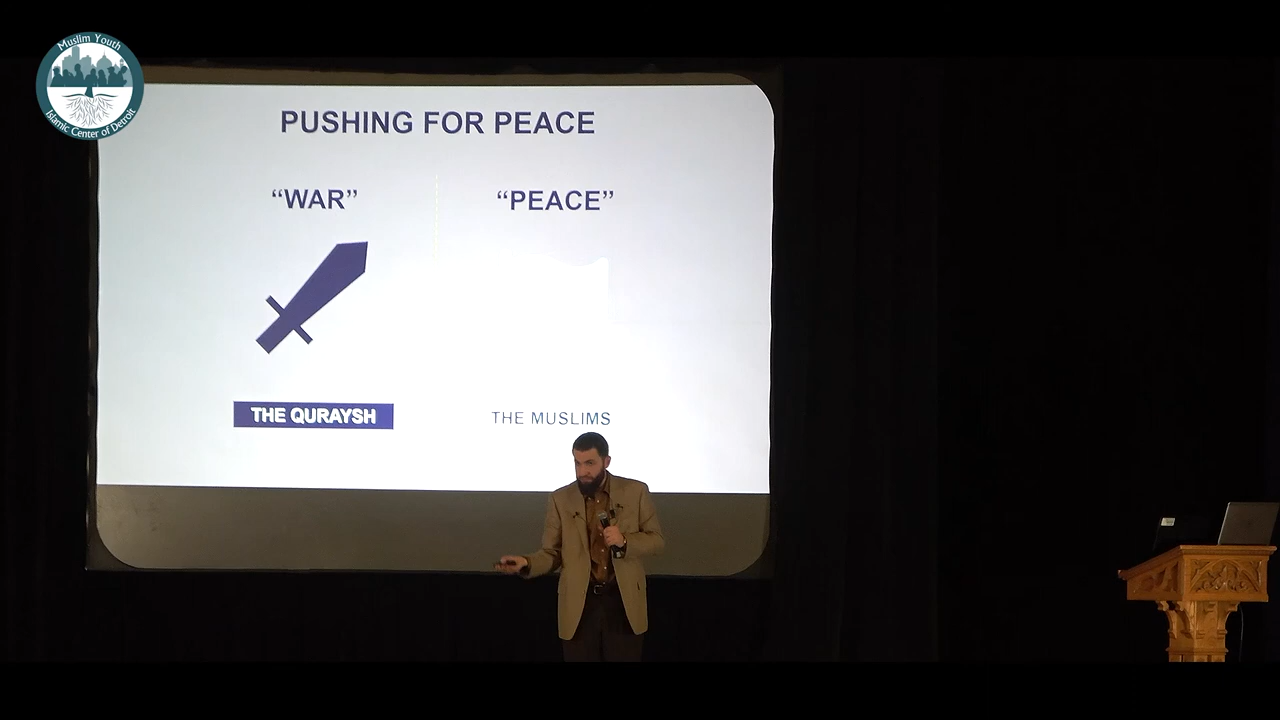 Muslim Youth
Islamic Center of Detroit
PUSHING FOR PEACE
“WAR”
“PEACE”
THE QURAYSH
THE MUSLIMS